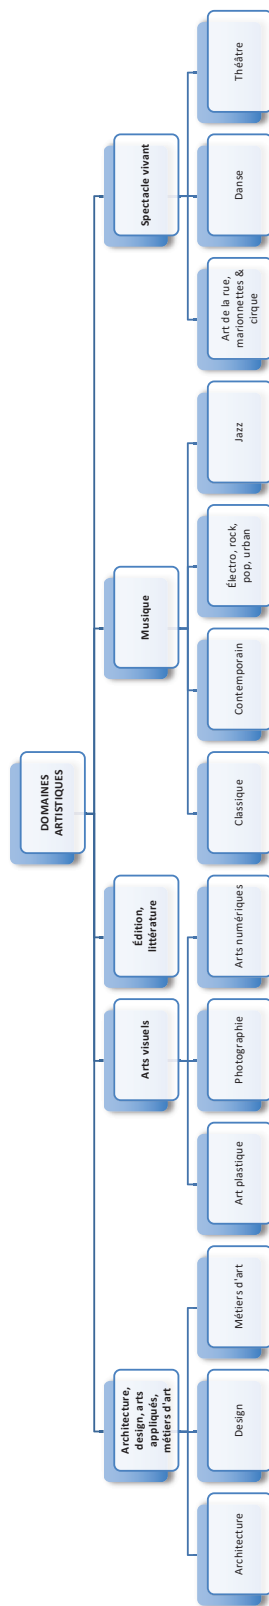 DOMAINES
ARTISTIQUES
Architecture,
design, arts
appliqués,
métiers d'art
Arts visuels
Édition,
littérature
Musique
Spectacle vivant
Architecture
Design
Métiers d'art
Art plastique
Photographie
Arts numériques
Classique
Contemporain
Électro, rock,
pop, urban
Jazz
Art de la rue,
marionnettes &
cirque
Danse
Théâtre